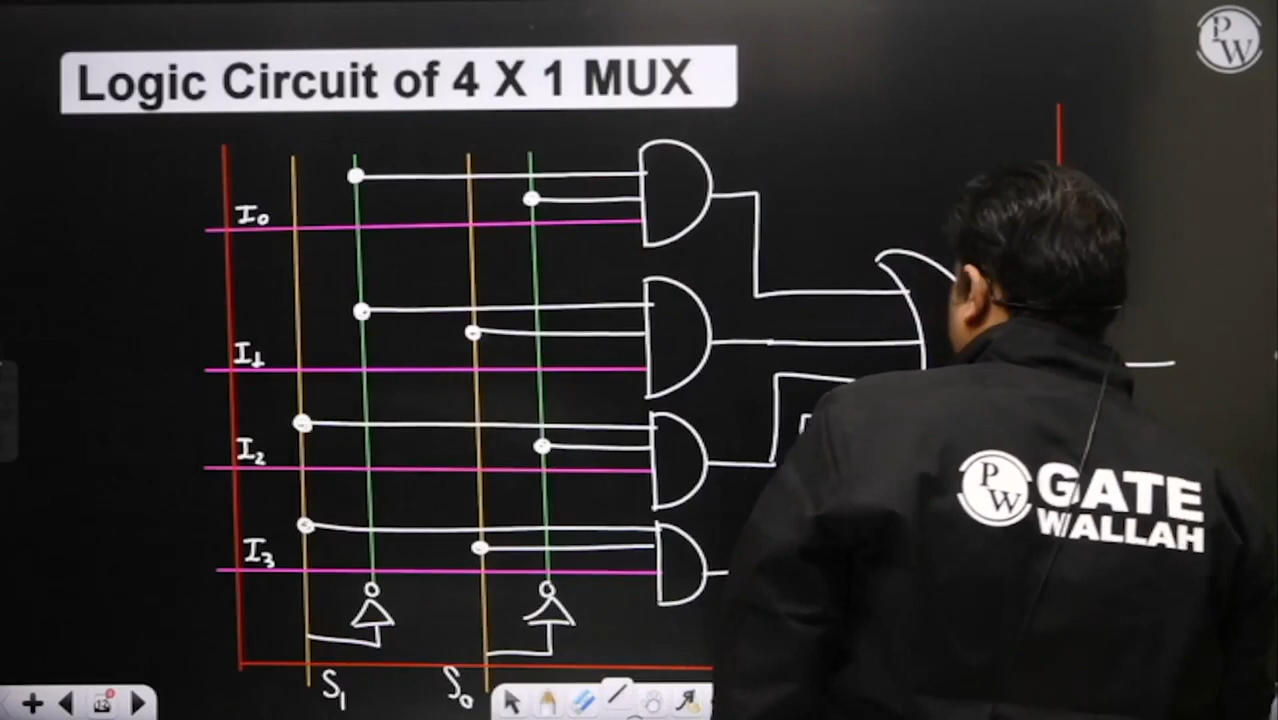 PW
Logic Circuit of 4 X 1 MUX
I₀
I₁
I₂
I₃
S₁
S₀
PW GATE
WALLAH